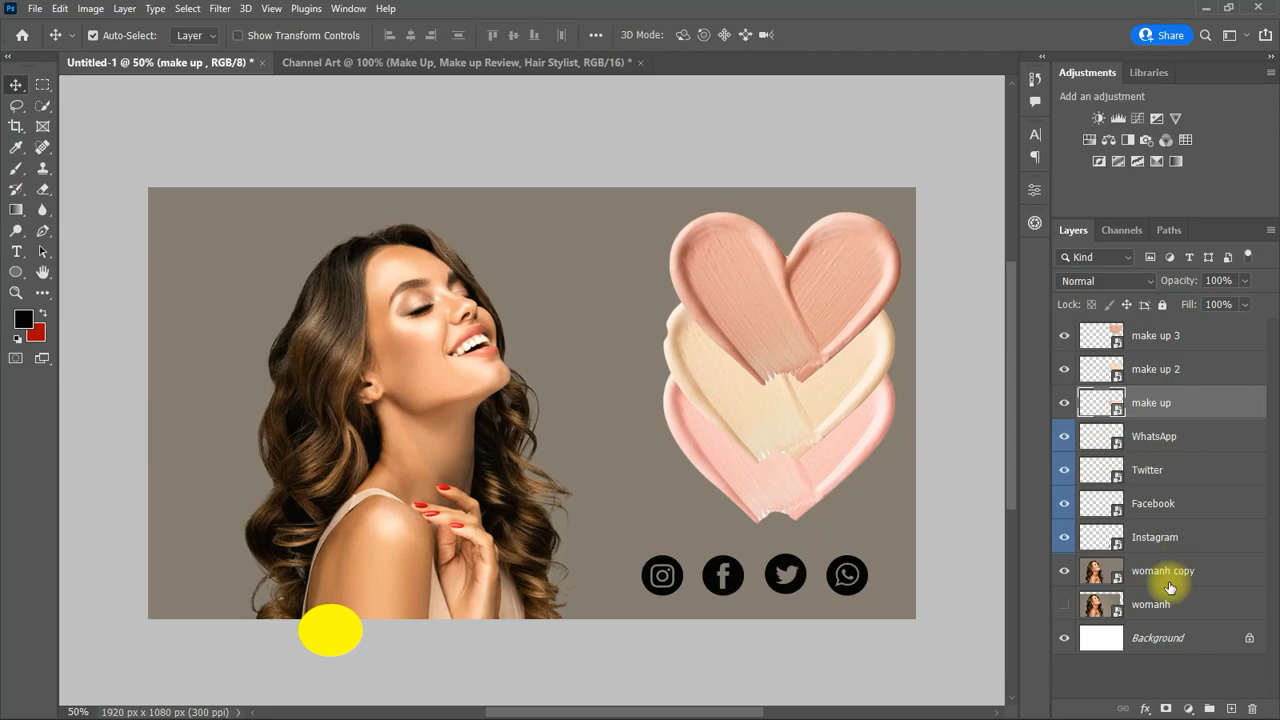 Ps File Edit Image Layer Type Select Filter 3D View Plugins Window Help
Auto-Select: Layer Show Transform Controls 3D Mode: Share
Untitled-1 @ 50% (make up , RGB/8) * × Channel Art @ 100% (Make Up, Make up Review, Hair Stylist, RGB/16) * ×
Adjustments Libraries
Add an adjustment
Layers Channels Paths
Kind
Normal Opacity: 100%
Lock: Fill: 100%
make up 3
make up 2
make up
WhatsApp
Twitter
Facebook
Instagram
womanh copy
womanh
Background
50% 1920 px x 1080 px (300 ppi)